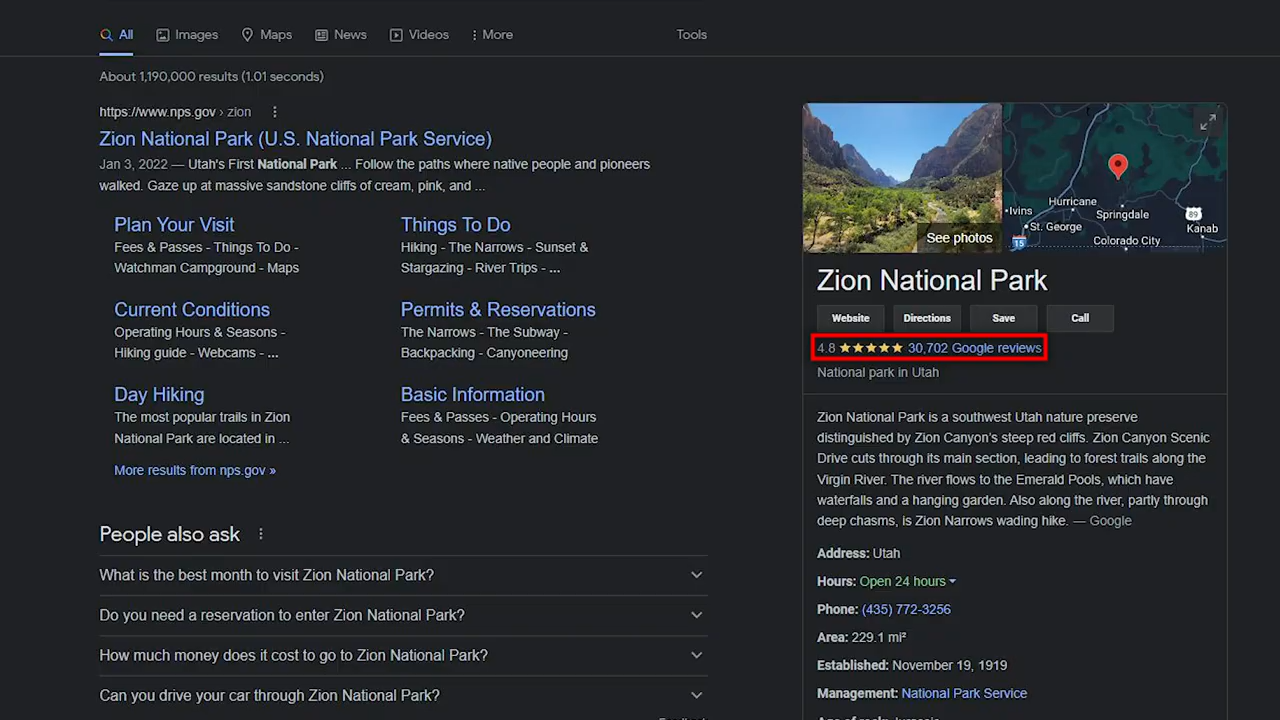 All Images Maps News Videos More Tools
About 1,190,000 results (1.01 seconds)
https://www.nps.gov › zion
Zion National Park (U.S. National Park Service)
Jan 3, 2022 — Utah's First National Park ... Follow the paths where native people and pioneers
walked. Gaze up at massive sandstone cliffs of cream, pink, and ...
Plan Your Visit
Fees & Passes - Things To Do -
Watchman Campground - Maps
Things To Do
Hiking - The Narrows - Sunset &
Stargazing - River Trips - ...
Current Conditions
Operating Hours & Seasons -
Hiking guide - Webcams - ...
Permits & Reservations
The Narrows - The Subway -
Backpacking - Canyoneering
Day Hiking
The most popular trails in Zion
National Park are located in ...
Basic Information
Fees & Passes - Operating Hours
& Seasons - Weather and Climate
More results from nps.gov »
People also ask
What is the best month to visit Zion National Park?
Do you need a reservation to enter Zion National Park?
How much money does it cost to go to Zion National Park?
Can you drive your car through Zion National Park?
See photos
Hurricane
Ivins
Springdale
89
St. George
Kanab
15
Colorado City
Zion National Park
Website Directions Save Call
4.8 ★★★★★ 30,702 Google reviews
National park in Utah
Zion National Park is a southwest Utah nature preserve
distinguished by Zion Canyon's steep red cliffs. Zion Canyon Scenic
Drive cuts through its main section, leading to forest trails along the
Virgin River. The river flows to the Emerald Pools, which have
waterfalls and a hanging garden. Also along the river, partly through
deep chasms, is Zion Narrows wading hike. — Google
Address: Utah
Hours: Open 24 hours
Phone: (435) 772-3256
Area: 229.1 mi²
Established: November 19, 1919
Management: National Park Service